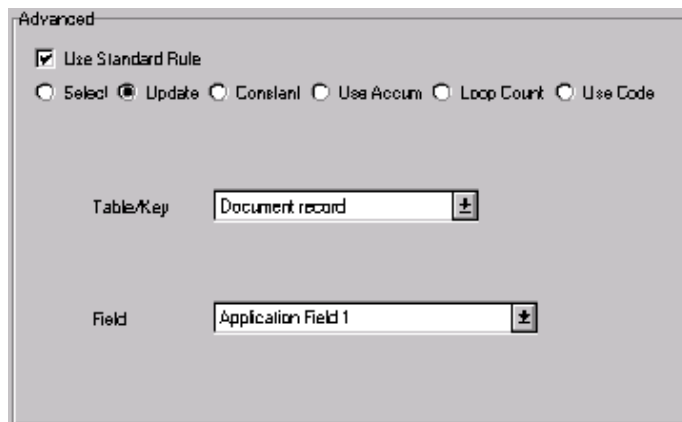 Advanced
Use Standard Rule
Select Update Constant Use Accum Loop Count Use Code
Table/Key Document record
Field Application Field 1